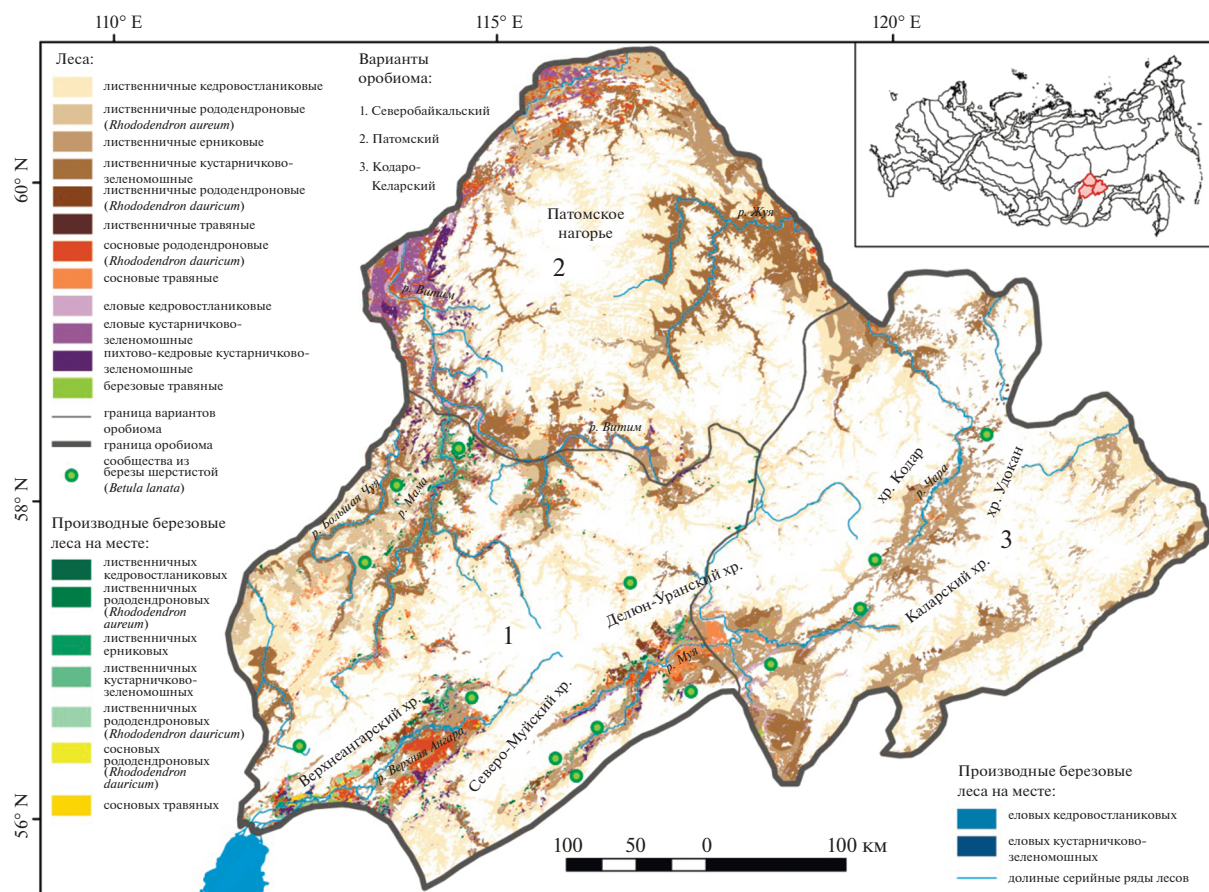 110° E
115° E
120° E
60° N
58° N
56° N
Леса:
лиственничные кедровостланиковые
лиственничные рододендроновые
(Rhododendron aureum)
лиственничные ерниковые
лиственничные кустарничково-
зеленомошные
лиственничные рододендроновые
(Rhododendron dauricum)
лиственничные травяные
сосновые рододендроновые
(Rhododendron dauricum)
сосновые травяные
еловые кедровостланиковые
еловые кустарничково-
зеленомошные
пихтово-кедровые кустарничково-
зеленомошные
березовые травяные
граница вариантов
оробиома
граница оробиома
сообщества из
березы шерстистой
(Betula lanata)
Производные березовые
леса на месте:
лиственничных
кедровостланиковых
лиственничных
рододендроновых
(Rhododendron
aureum)
лиственничных
ерниковых
лиственничных
кустарничково-
зеленомошных
лиственничных
рододендроновых
(Rhododendron dauricum)
сосновых
рододендроновых
(Rhododendron
dauricum)
сосновых травяных
Варианты
оробиома:
1. Северобайкальский
2. Патомский
3. Кодаро-
Келарский
Патомское
нагорье
2
р. Жуя
р. Витим
р. Витим
р. Большая Чуя
р. Мама
хр. Кодар
р. Чара
хр. Удокан
3
Каларский хр.
Делюн-Уранский хр.
1
р. Муя
Северо-Муйский хр.
Верхнеангарский хр.
р. Верхняя Ангара
100 50 0 100 км
Производные березовые
леса на месте:
еловых кедровостланиковых
еловых кустарничково-
зеленомошных
долиные серийные ряды лесов